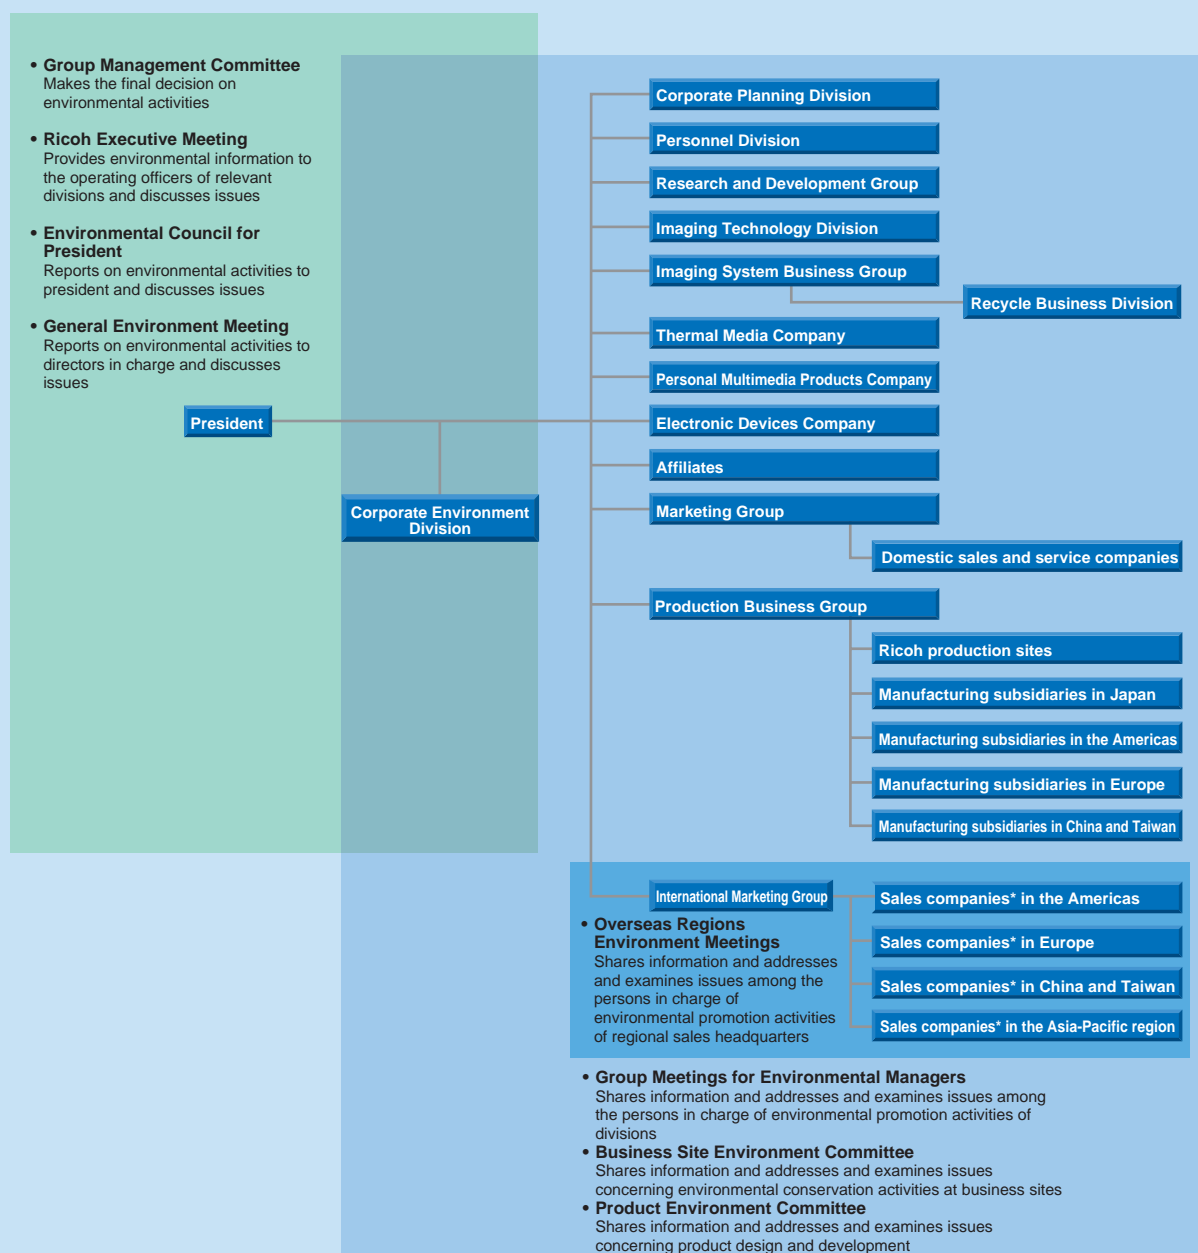 • Group Management Committee
Makes the final decision on
environmental activities
• Ricoh Executive Meeting
Provides environmental information to
the operating officers of relevant
divisions and discusses issues
• Environmental Council for
President
Reports on environmental activities to
president and discusses issues
• General Environment Meeting
Reports on environmental activities to
directors in charge and discusses
issues
President
Corporate Environment
Division
Corporate Planning Division
Personnel Division
Research and Development Group
Imaging Technology Division
Imaging System Business Group
Recycle Business Division
Thermal Media Company
Personal Multimedia Products Company
Electronic Devices Company
Affiliates
Marketing Group
Domestic sales and service companies
Production Business Group
Ricoh production sites
Manufacturing subsidiaries in Japan
Manufacturing subsidiaries in the Americas
Manufacturing subsidiaries in Europe
Manufacturing subsidiaries in China and Taiwan
International Marketing Group
Sales companies* in the Americas
Sales companies* in Europe
Sales companies* in China and Taiwan
Sales companies* in the Asia-Pacific region
• Overseas Regions
Environment Meetings
Shares information and addresses
and examines issues among the
persons in charge of
environmental promotion activities
of regional sales headquarters
• Group Meetings for Environmental Managers
Shares information and addresses and examines issues among
the persons in charge of environmental promotion activities of
divisions
• Business Site Environment Committee
Shares information and addresses and examines issues
concerning environmental conservation activities at business sites
• Product Environment Committee
Shares information and addresses and examines issues
concerning product design and development